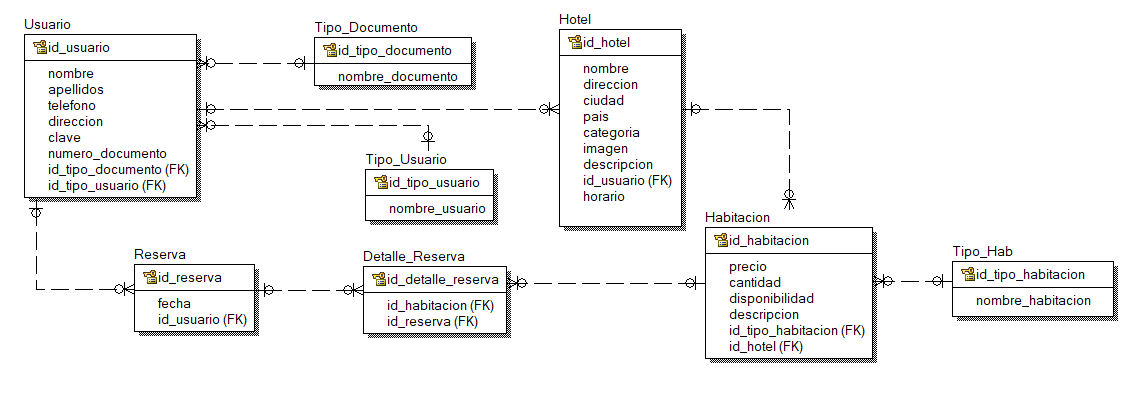 Usuario
id_usuario
nombre
apellidos
telefono
direccion
clave
numero_documento
id_tipo_documento (FK)
id_tipo_usuario (FK)
Tipo_Documento
id_tipo_documento
nombre_documento
Hotel
id_hotel
nombre
direccion
ciudad
pais
categoria
imagen
descripcion
id_usuario (FK)
horario
Tipo_Usuario
id_tipo_usuario
nombre_usuario
Reserva
id_reserva
fecha
id_usuario (FK)
Detalle_Reserva
id_detalle_reserva
id_habitacion (FK)
id_reserva (FK)
Habitacion
id_habitacion
precio
cantidad
disponibilidad
descripcion
id_tipo_habitacion (FK)
id_hotel (FK)
Tipo_Hab
id_tipo_habitacion
nombre_habitacion